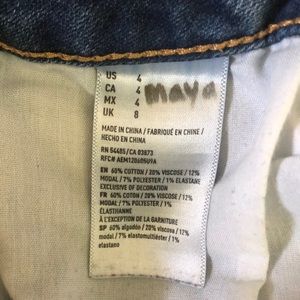 US 4
CA 4 maya
MX 4
UK 8
MADE IN CHINA / FABRIQUÉ EN CHINE /
HECHO EN CHINA
RN 54485/CA 03873
RFC# AEM120605U9A
EN 60% COTTON / 20% VISCOSE / 12%
MODAL / 7% POLYESTER / 1% ELASTANE
EXCLUSIVE OF DECORATION
FR 60% COTON / 20% VISCOSE / 12%
MODAL / 7% POLYESTER / 1%
ÉLASTHANNE
À L'EXCEPTION DE LA GARNITURE
SP 60% algodón / 20% viscosa / 12%
modal / 7% elastomultiéster / 1%
elastano